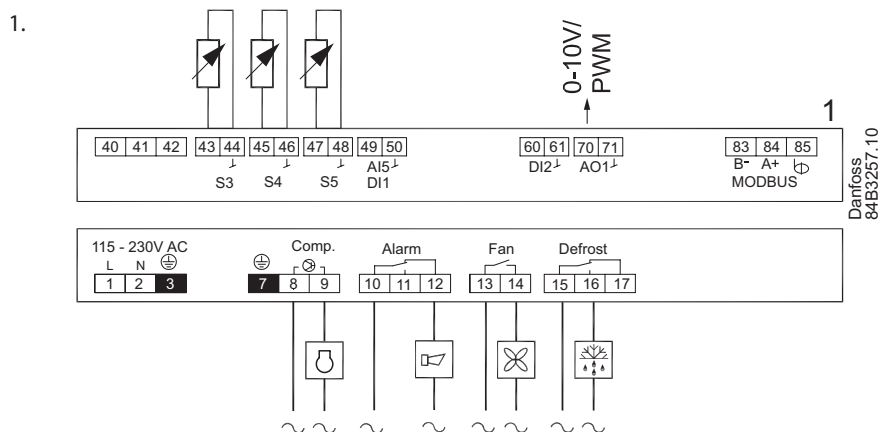 1.
0-10V/
PWM
1
40 41 42 43 44 45 46 47 48 49 50 60 61 70 71 83 84 85
S3 S4 S5 AI5 DI2 AO1 B- A+
DI1 MODBUS
Danfoss
84B3257.10
115 - 230V AC Comp. Alarm Fan Defrost
L N
1 2 3 7 8 9 10 11 12 13 14 15 16 17